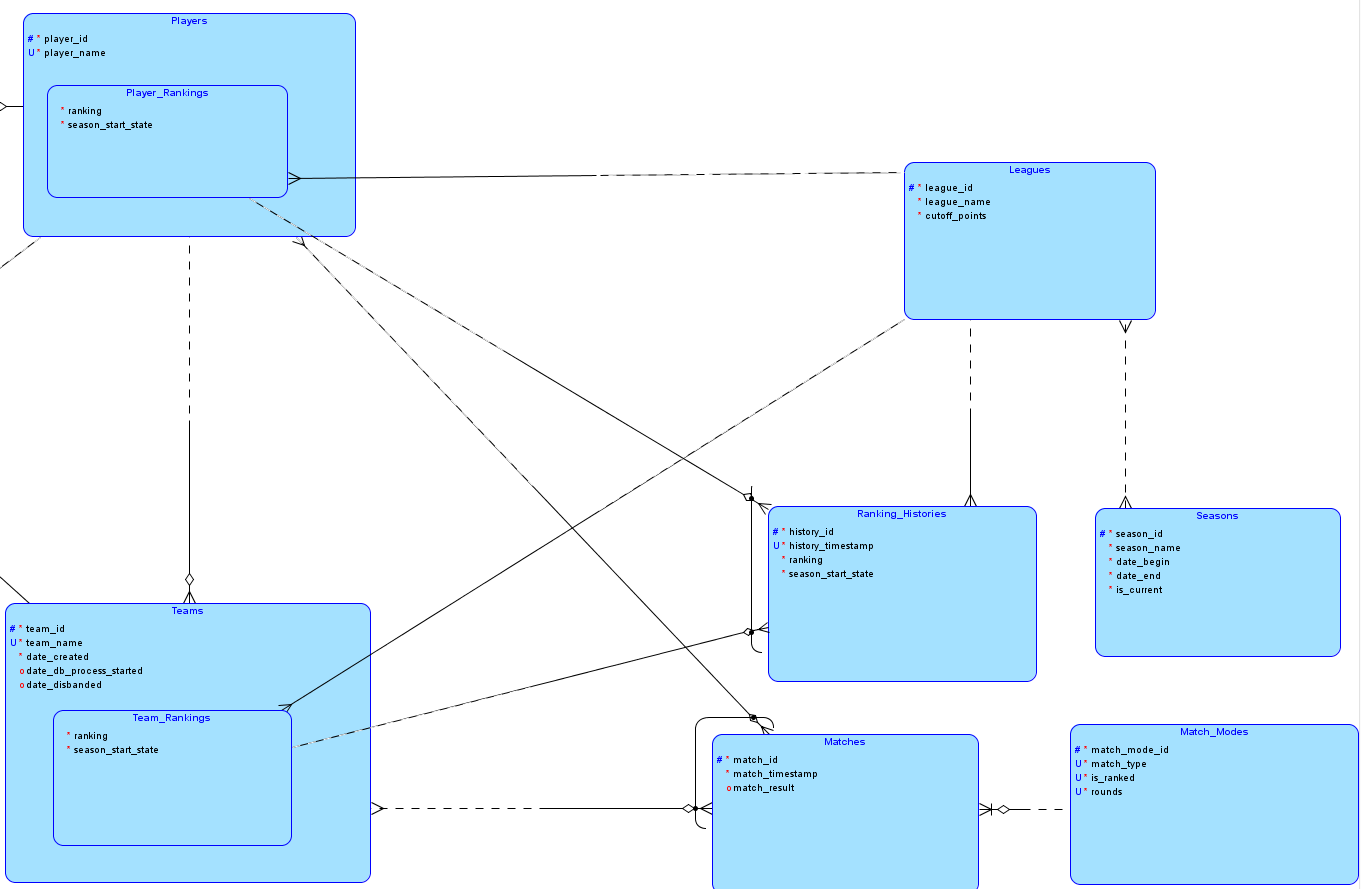 Players
# * player_id
U * player_name
Player_Rankings
* ranking
* season_start_state
Leagues
# * league_id
* league_name
* cutoff_points
Ranking_Histories
# * history_id
U * history_timestamp
* ranking
* season_start_state
Seasons
# * season_id
* season_name
* date_begin
* date_end
* is_current
Teams
# * team_id
U * team_name
* date_created
o date_db_process_started
o date_disbanded
Team_Rankings
* ranking
* season_start_state
Matches
# * match_id
* match_timestamp
o match_result
Match_Modes
# * match_mode_id
U * match_type
U * is_ranked
U * rounds